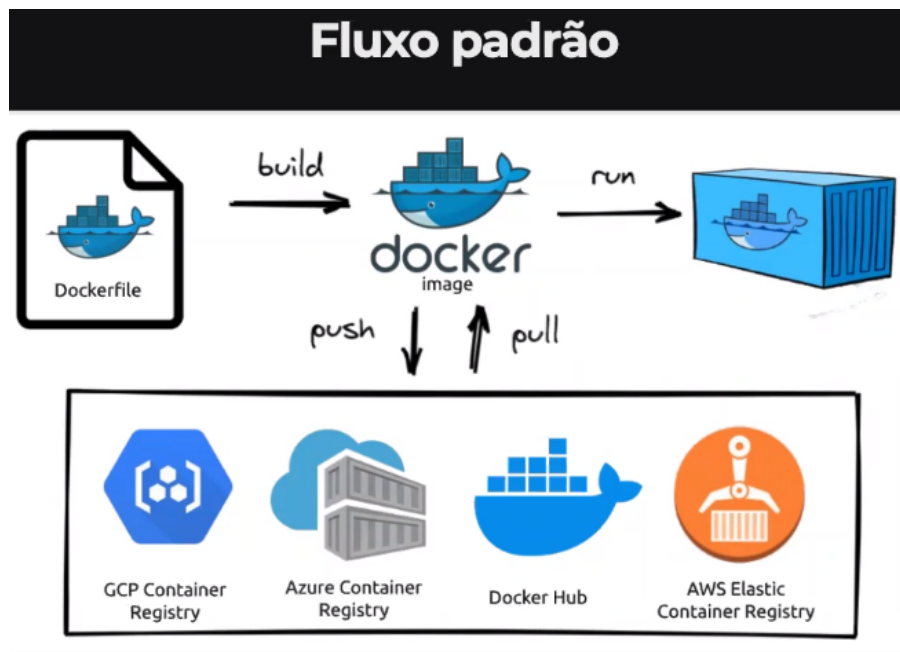 Fluxo padrão
build
run
Dockerfile
docker
image
push
pull
GCP Container
Registry
Azure Container
Registry
Docker Hub
AWS Elastic
Container Registry